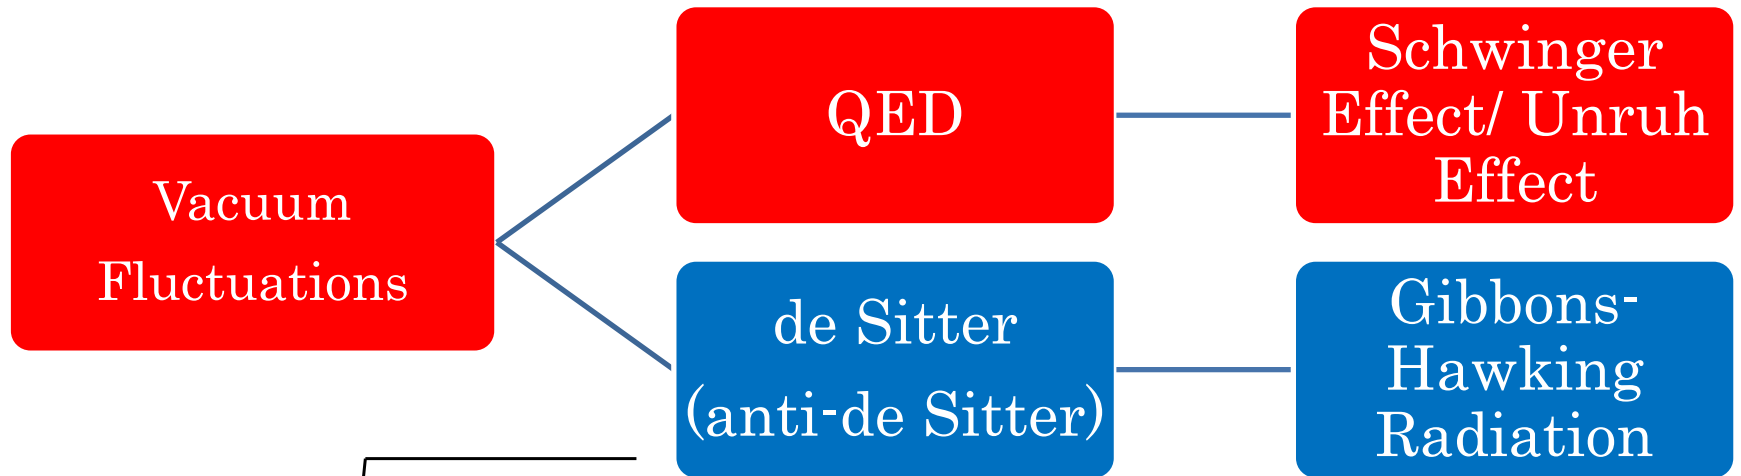 Vacuum
Fluctuations
QED
Schwinger
Effect/ Unruh
Effect
de Sitter
(anti-de Sitter)
Gibbons-
Hawking
Radiation